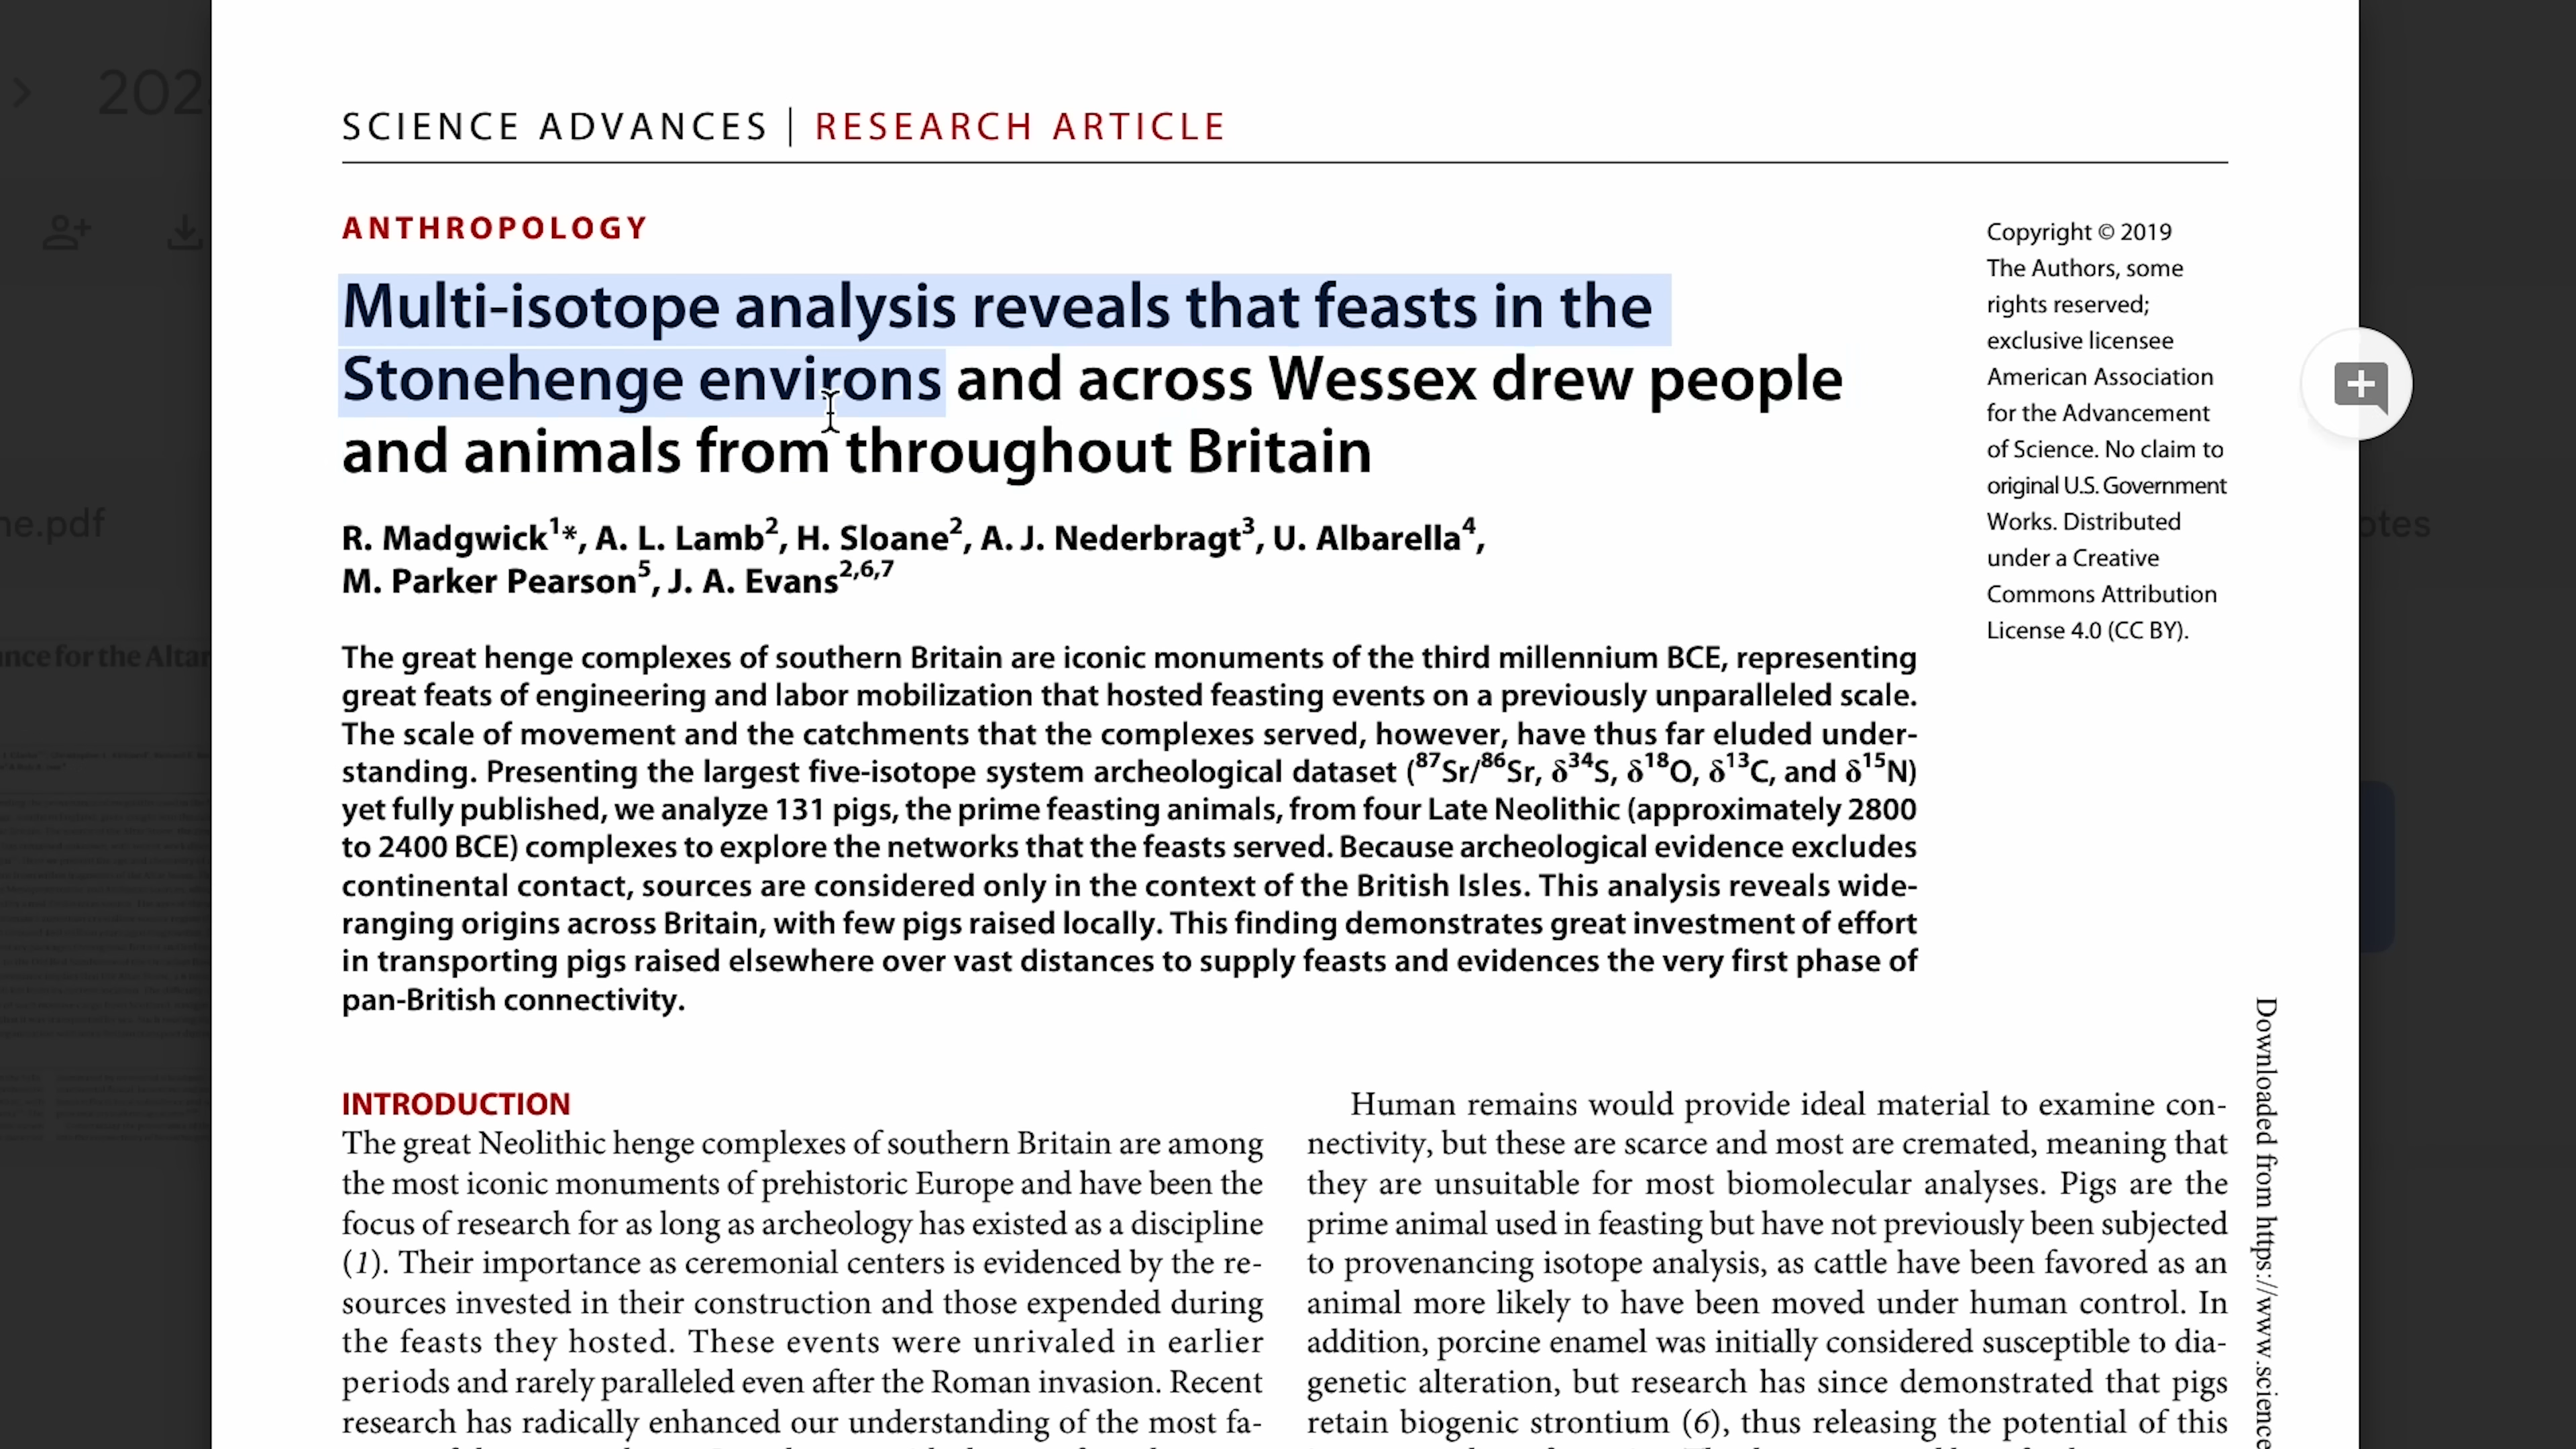 202
SCIENCE ADVANCES | RESEARCH ARTICLE
ANTHROPOLOGY
Multi-isotope analysis reveals that feasts in the
Stonehenge environs and across Wessex drew people
and animals from throughout Britain
R. Madgwick¹*, A. L. Lamb², H. Sloane², A. J. Nederbragt³, U. Albarella⁴,
M. Parker Pearson⁵, J. A. Evans²,⁶,⁷
The great henge complexes of southern Britain are iconic monuments of the third millennium BCE, representing
great feats of engineering and labor mobilization that hosted feasting events on a previously unparalleled scale.
The scale of movement and the catchments that the complexes served, however, have thus far eluded under-
standing. Presenting the largest five-isotope system archeological dataset (⁸⁷Sr/⁸⁶Sr, δ³⁴S, δ¹⁸O, δ¹³C, and δ¹⁵N)
yet fully published, we analyze 131 pigs, the prime feasting animals, from four Late Neolithic (approximately 2800
to 2400 BCE) complexes to explore the networks that the feasts served. Because archeological evidence excludes
continental contact, sources are considered only in the context of the British Isles. This analysis reveals wide-
ranging origins across Britain, with few pigs raised locally. This finding demonstrates great investment of effort
in transporting pigs raised elsewhere over vast distances to supply feasts and evidences the very first phase of
pan-British connectivity.
Copyright © 2019
The Authors, some
rights reserved;
exclusive licensee
American Association
for the Advancement
of Science. No claim to
original U.S. Government
Works. Distributed
under a Creative
Commons Attribution
License 4.0 (CC BY).
INTRODUCTION
The great Neolithic henge complexes of southern Britain are among
the most iconic monuments of prehistoric Europe and have been the
focus of research for as long as archeology has existed as a discipline
(1). Their importance as ceremonial centers is evidenced by the re-
sources invested in their construction and those expended during
the feasts they hosted. These events were unrivaled in earlier
periods and rarely paralleled even after the Roman invasion. Recent
research has radically enhanced our understanding of the most fa-
Human remains would provide ideal material to examine con-
nectivity, but these are scarce and most are cremated, meaning that
they are unsuitable for most biomolecular analyses. Pigs are the
prime animal used in feasting but have not previously been subjected
to provenancing isotope analysis, as cattle have been favored as an
animal more likely to have been moved under human control. In
addition, porcine enamel was initially considered susceptible to dia-
genetic alteration, but research has since demonstrated that pigs
retain biogenic strontium (6), thus releasing the potential of this
Downloaded from https://www.science
ne.pdf
otes
nce for the Altar